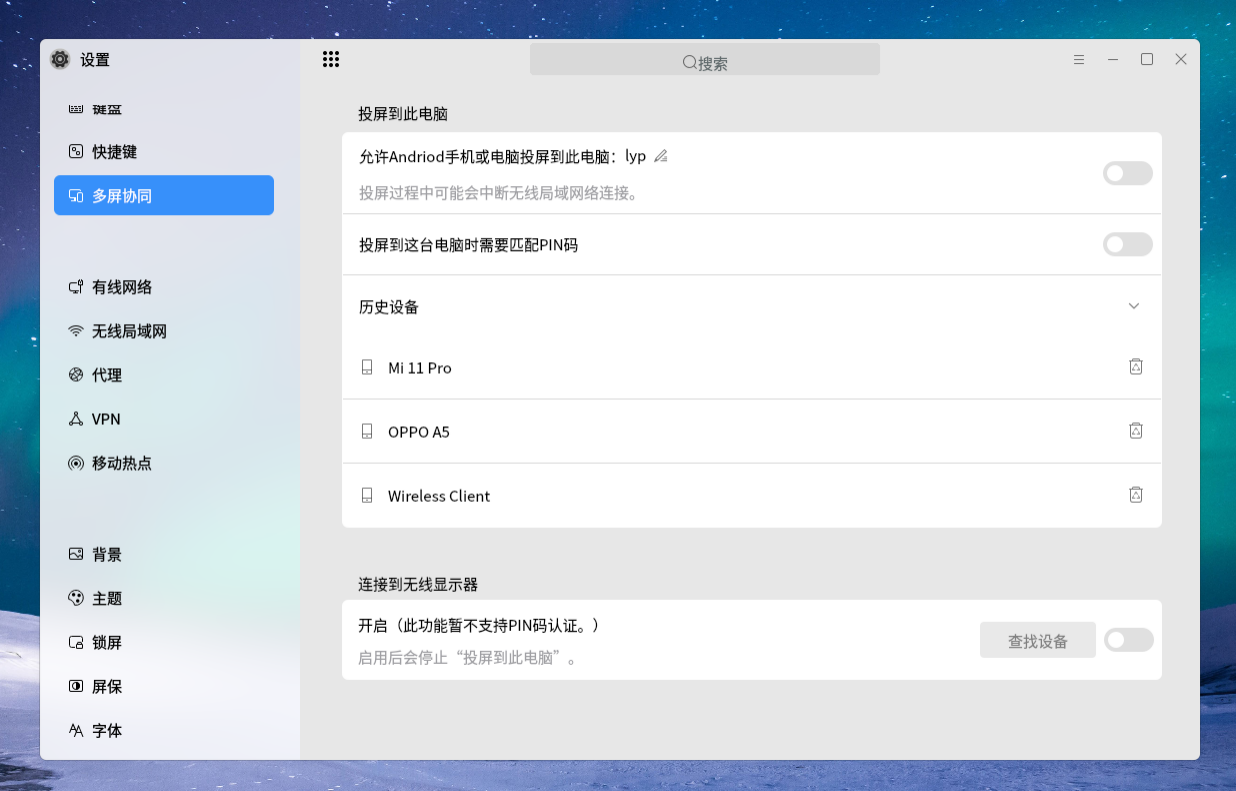 设置
键盘
快捷键
多屏协同
有线网络
无线局域网
代理
VPN
移动热点
背景
主题
锁屏
屏保
字体
搜索
投屏到此电脑
允许Andriod手机或电脑投屏到此电脑：lyp
投屏过程中可能会中断无线局域网络连接。
投屏到这台电脑时需要匹配PIN码
历史设备
Mi 11 Pro
OPPO A5
Wireless Client
连接到无线显示器
开启（此功能暂不支持PIN码认证。）
启用后会停止“投屏到此电脑”。
查找设备